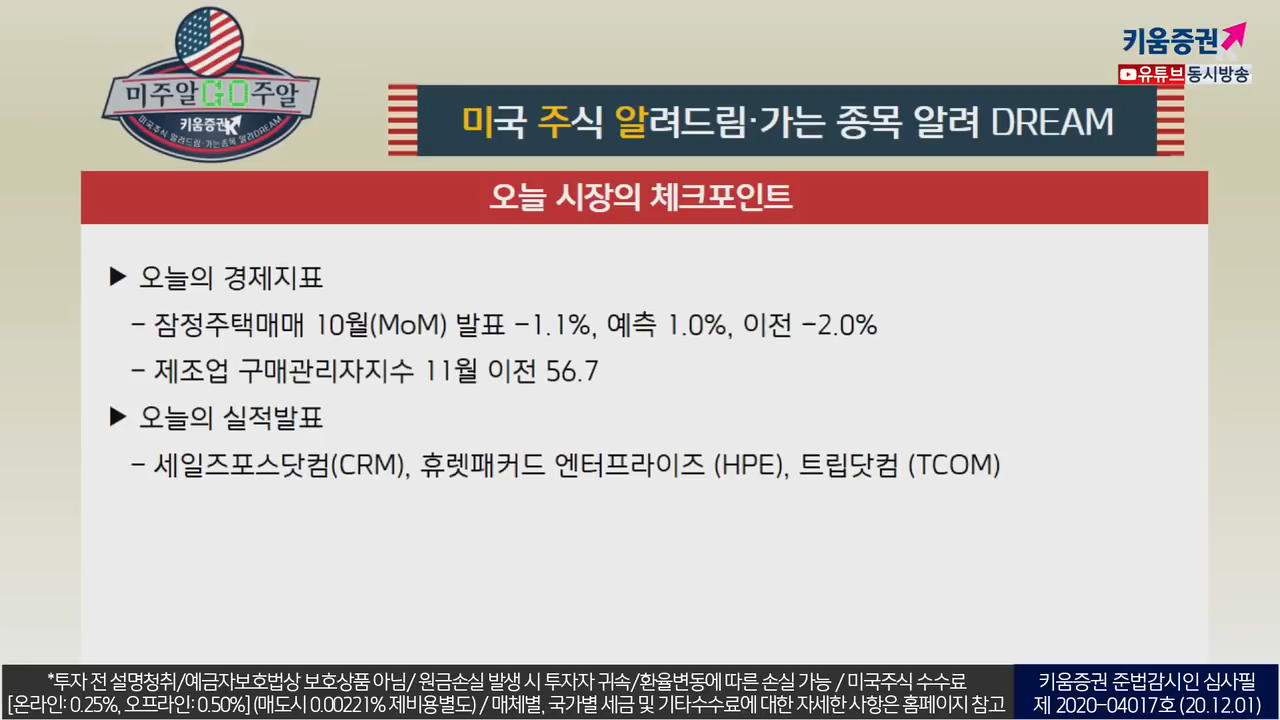 미주알GO주알
키움증권
미국주식 알려드림·가는종목 알려DREAM
키움증권
유튜브 동시방송
미국 주식 알려드림·가는 종목 알려 DREAM
오늘 시장의 체크포인트
▶ 오늘의 경제지표
- 잠정주택매매 10월(MoM) 발표 -1.1%, 예측 1.0%, 이전 -2.0%
- 제조업 구매관리자지수 11월 이전 56.7
▶ 오늘의 실적발표
- 세일즈포스닷컴(CRM), 휴렛패커드 엔터프라이즈 (HPE), 트립닷컴 (TCOM)
*투자 전 설명청취/예금자보호법상 보호상품 아님/ 원금손실 발생 시 투자자 귀속/환율변동에 따른 손실 가능 / 미국주식 수수료
[온라인: 0.25%, 오프라인: 0.50%] (매도시 0.00221% 제비용별도) / 매체별, 국가별 세금 및 기타수수료에 대한 자세한 사항은 홈페이지 참고
키움증권 준법감시인 심사필
제 2020-04017호 (20.12.01)